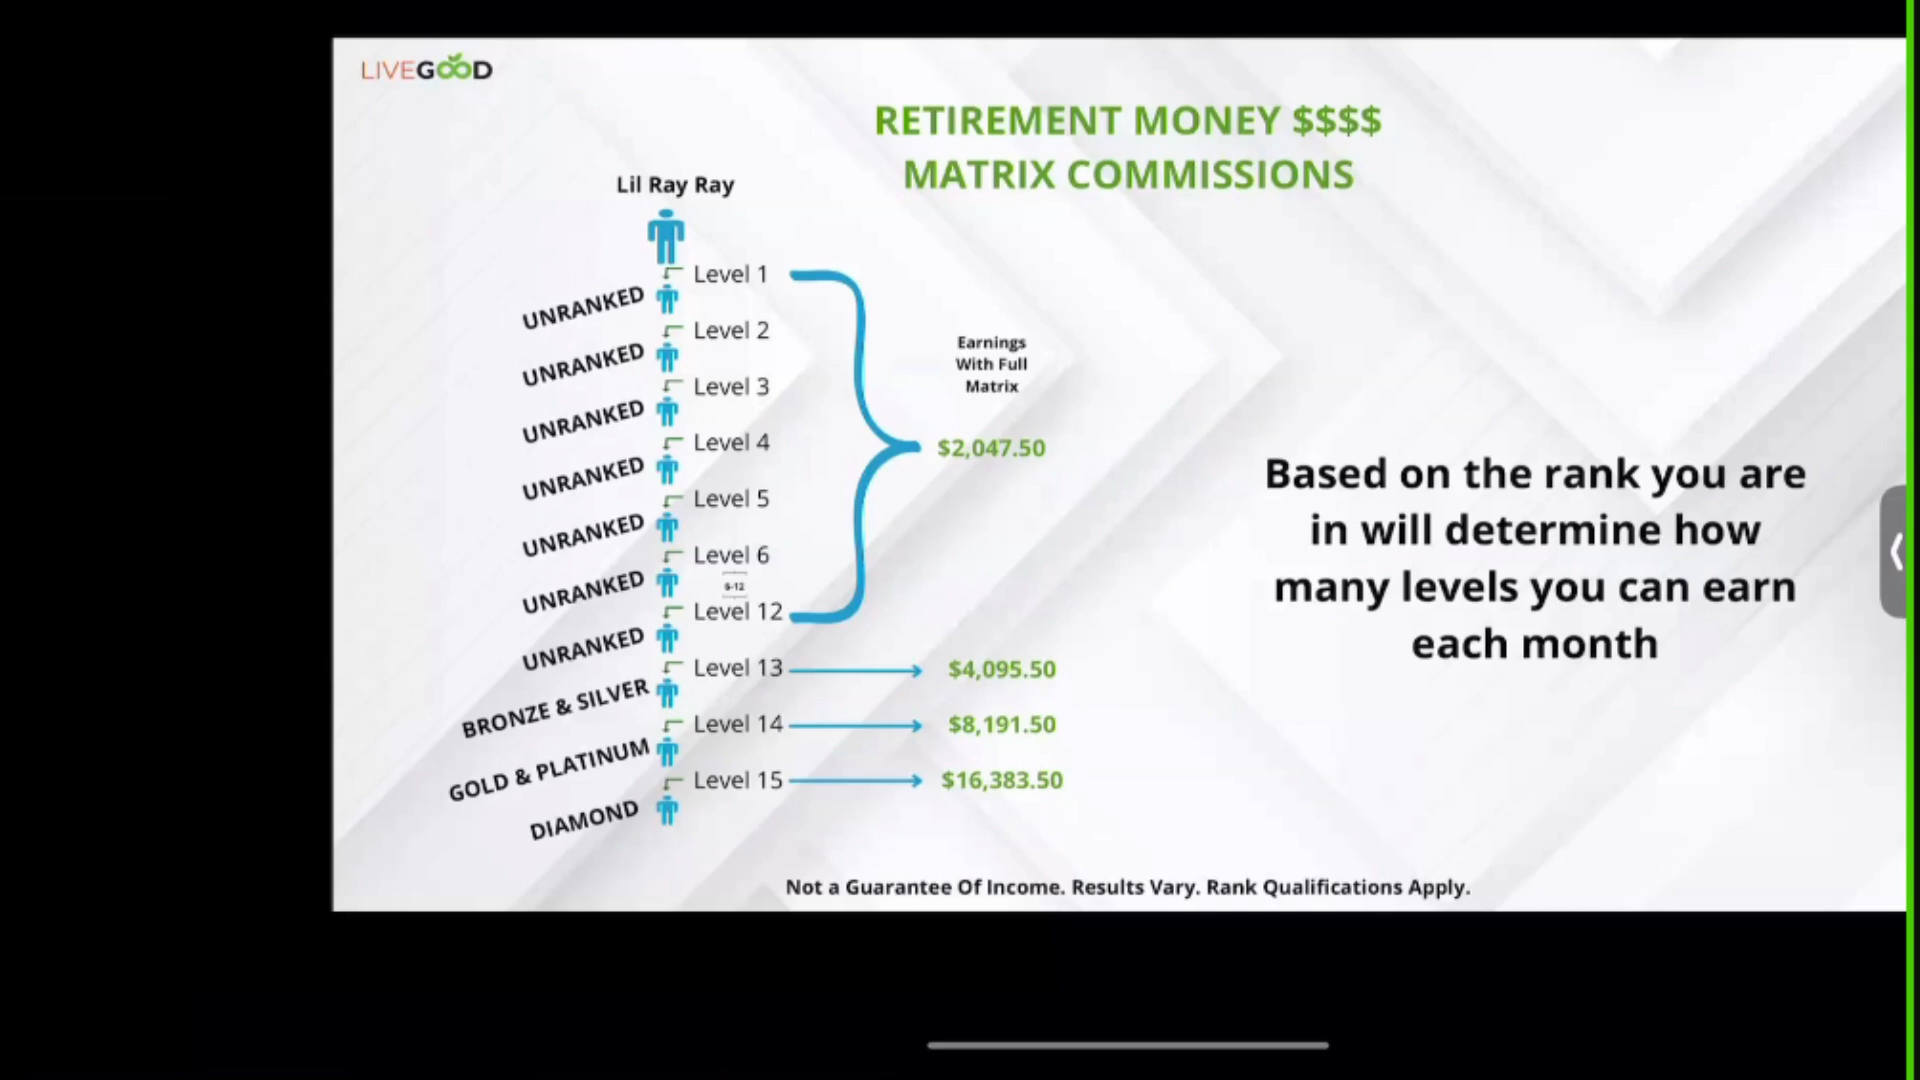 LIVEGOOD
RETIREMENT MONEY $$$$
MATRIX COMMISSIONS
Lil Ray Ray
Level 1
UNRANKED
Level 2
UNRANKED
Level 3
UNRANKED
Level 4
UNRANKED
Level 5
UNRANKED
Level 6
6-12
UNRANKED
Level 12
UNRANKED
Level 13
BRONZE & SILVER
Level 14
GOLD & PLATINUM
Level 15
DIAMOND
Earnings
With Full
Matrix
$2,047.50
$4,095.50
$8,191.50
$16,383.50
Based on the rank you are
in will determine how
many levels you can earn
each month
Not a Guarantee Of Income. Results Vary. Rank Qualifications Apply.